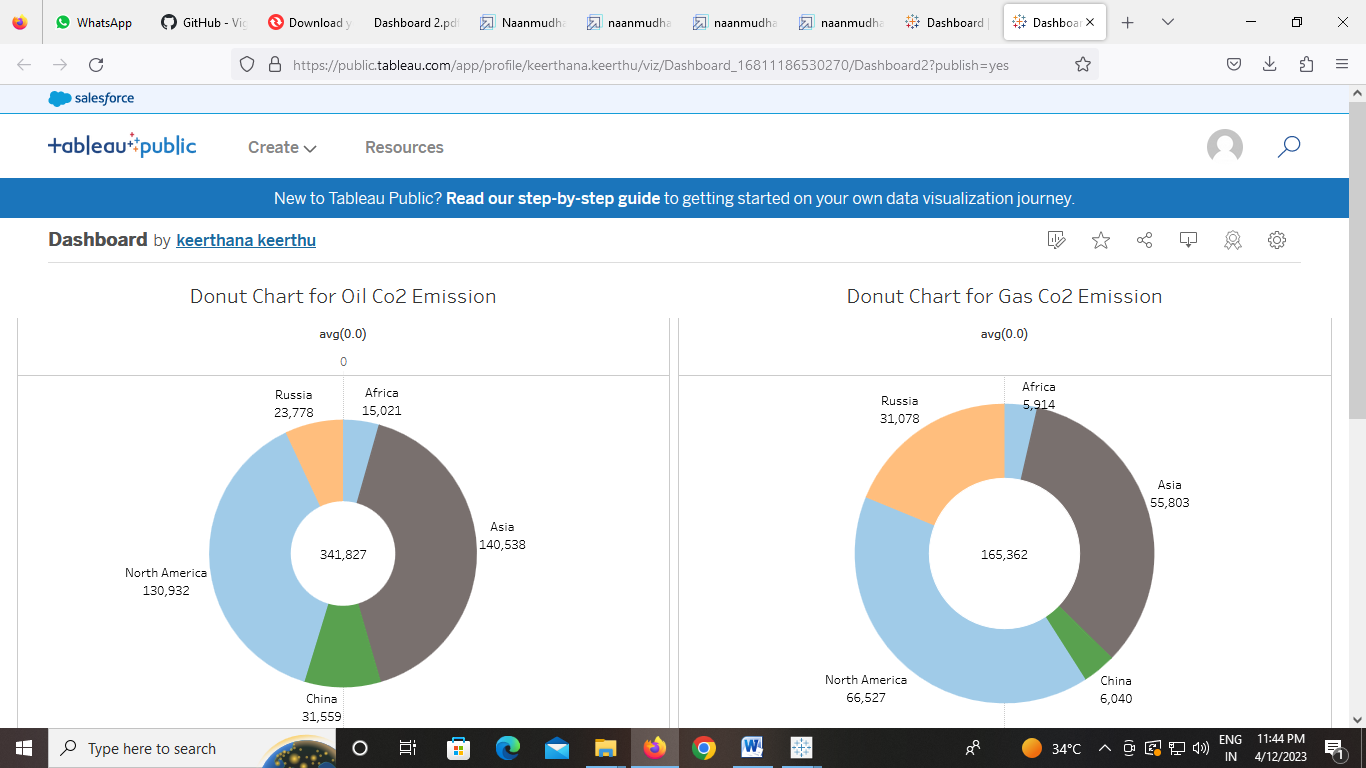 WhatsApp
GitHub - Vig
Download y
Dashboard 2.pdf
Naanmudha
naanmudha
naanmudha
naanmudha
Dashboard |
Dashboar
https://public.tableau.com/app/profile/keerthana.keerthu/viz/Dashboard_16811186530270/Dashboard2?publish=yes
salesforce
+ableau+public
Create
Resources
New to Tableau Public? Read our step-by-step guide to getting started on your own data visualization journey.
Dashboard by keerthana keerthu
Donut Chart for Oil Co2 Emission
avg(0.0)
0
Russia
23,778
Africa
15,021
Asia
140,538
341,827
North America
130,932
China
31,559
Donut Chart for Gas Co2 Emission
avg(0.0)
Africa
5,914
Russia
31,078
Asia
55,803
165,362
North America
66,527
China
6,040
Type here to search
34°C
ENG
IN
11:44 PM
4/12/2023
1